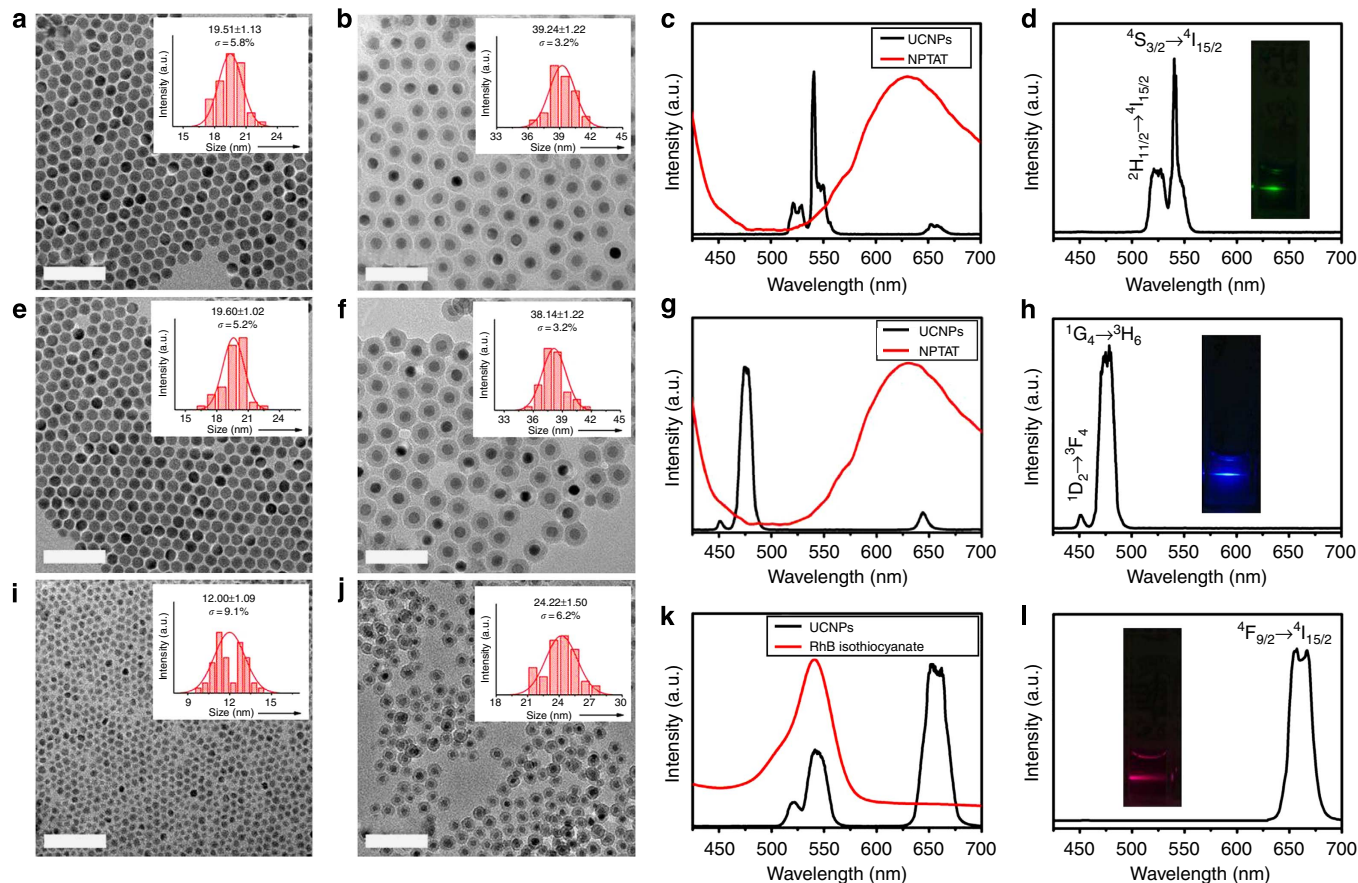 a
19.51±1.13
σ=5.8%
Intensity (a.u.)
15 18 21 24
Size (nm)
b
39.24±1.22
σ=3.2%
Intensity (a.u.)
33 36 39 42 45
Size (nm)
c
UCNPs
NPTAT
Intensity (a.u.)
450 500 550 600 650 700
Wavelength (nm)
d
⁴S₃/₂→⁴I₁₅/₂
²H₁₁/₂→⁴I₁₅/₂
Intensity (a.u.)
450 500 550 600 650 700
Wavelength (nm)
e
19.60±1.02
σ=5.2%
Intensity (a.u.)
15 18 21 24
Size (nm)
f
38.14±1.22
σ=3.2%
Intensity (a.u.)
33 36 39 42 45
Size (nm)
g
UCNPs
NPTAT
Intensity (a.u.)
450 500 550 600 650 700
Wavelength (nm)
h
¹G₄→³H₆
¹D₂→³F₄
Intensity (a.u.)
450 500 550 600 650 700
Wavelength (nm)
i
12.00±1.09
σ=9.1%
Intensity (a.u.)
9 12 15
Size (nm)
j
24.22±1.50
σ=6.2%
Intensity (a.u.)
18 21 24 27 30
Size (nm)
k
UCNPs
RhB isothiocyanate
Intensity (a.u.)
450 500 550 600 650 700
Wavelength (nm)
l
⁴F₉/₂→⁴I₁₅/₂
Intensity (a.u.)
450 500 550 600 650 700
Wavelength (nm)